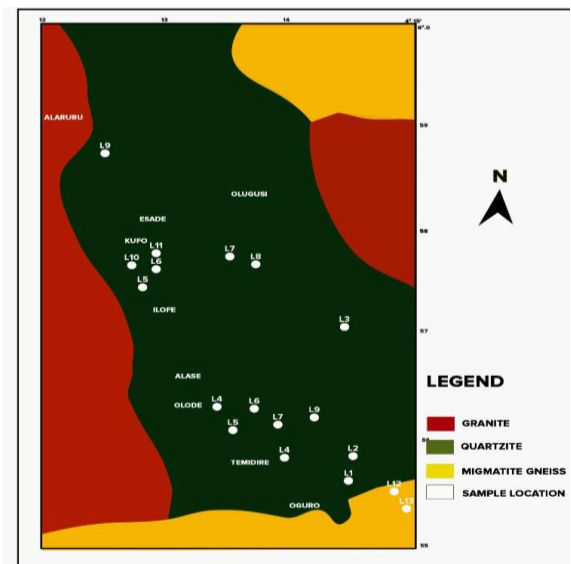 12 13 14 4° 15'
6°.0
ALARURU
59
L9
N
OLUGUSI
ESADE
58
KUFO
L11
L7
L10
L6
L8
L5
ILOFE
L3
57
ALASE
LEGEND
OLODE
L4
L6
L9
GRANITE
L5
L7
QUARTZITE
L2
TEMIDIRE
L4
MIGMATITE GNEISS
L1
L12
SAMPLE LOCATION
OGURO
L13
55